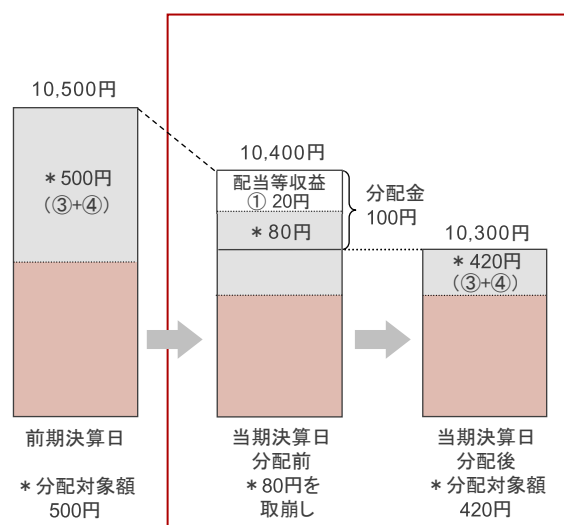 10,500円
＊500円
（③+④）
前期決算日
＊分配対象額
500円
10,400円
配当等収益
① 20円
＊80円
分配金
100円
当期決算日
分配前
＊80円を
取崩し
10,300円
＊420円
（③+④）
当期決算日
分配後
＊分配対象額
420円